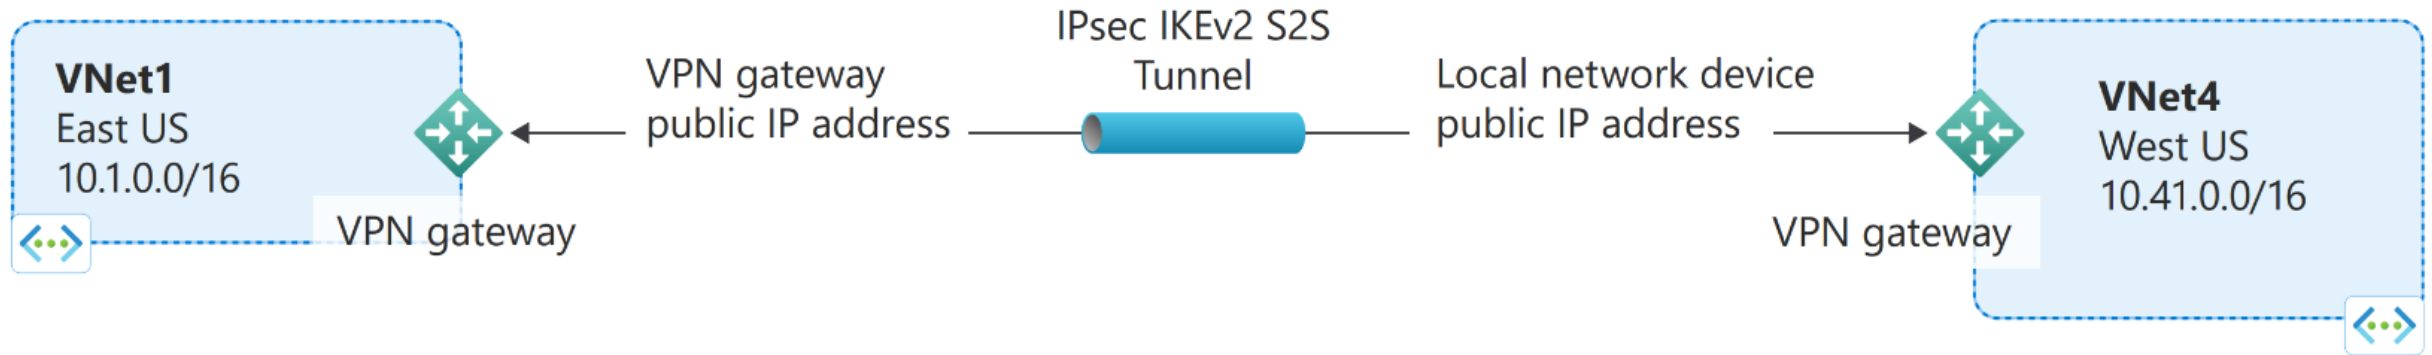 VNet1
East US
10.1.0.0/16
VPN gateway
VPN gateway
public IP address
IPsec IKEv2 S2S
Tunnel
Local network device
public IP address
VPN gateway
VNet4
West US
10.41.0.0/16